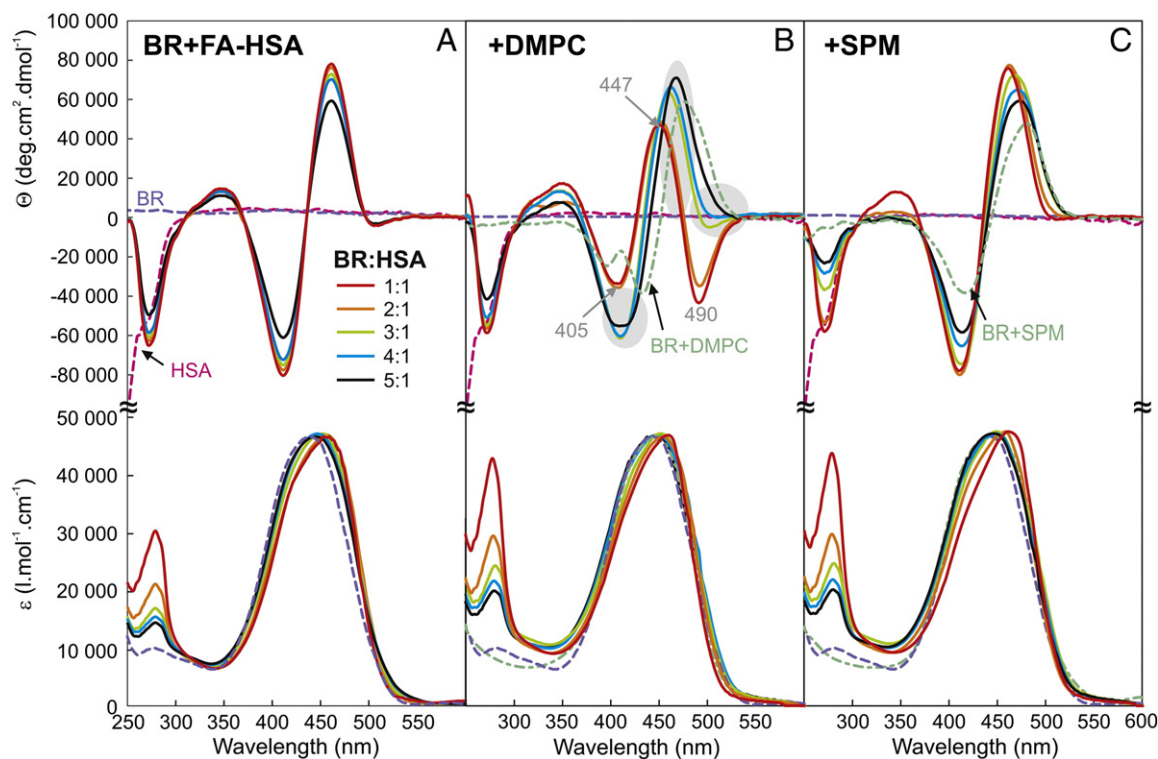 BR+FA-HSA
A
+DMPC
B
+SPM
C
Θ (deg.cm².dmol⁻¹)
100 000
80 000
60 000
40 000
20 000
0
-20 000
-40 000
-60 000
-80 000
BR
HSA
BR:HSA
1:1
2:1
3:1
4:1
5:1
447
405
490
BR+DMPC
BR+SPM
≈
≈
≈
≈
ε (l.mol⁻¹.cm⁻¹)
50 000
40 000
30 000
20 000
10 000
0
250 300 350 400 450 500
300 350 400 450 500 550
300 350 400 450 500 550 600
Wavelength (nm)
Wavelength (nm)
Wavelength (nm)